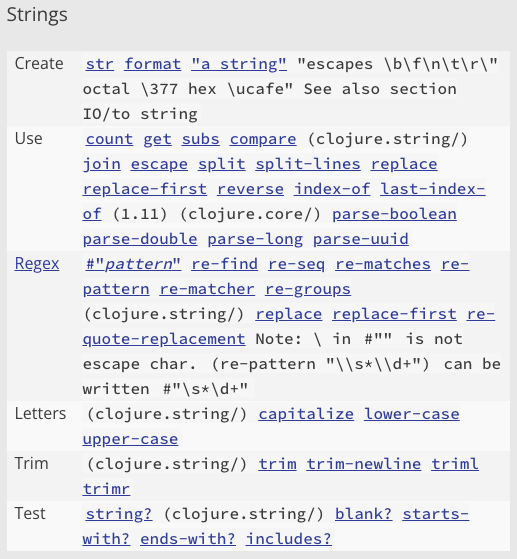 Strings
Create str format "a string" "escapes \b\f\n\t\r\"
octal \377 hex \ucafe" See also section
IO/to string
Use count get subs compare (clojure.string/)
join escape split split-lines replace
replace-first reverse index-of last-index-
of (1.11) (clojure.core/) parse-boolean
parse-double parse-long parse-uuid
Regex #"pattern" re-find re-seq re-matches re-
pattern re-matcher re-groups
(clojure.string/) replace replace-first re-
quote-replacement Note: \ in #"" is not
escape char. (re-pattern "\\s*\\d+") can be
written #"\s*\d+"
Letters (clojure.string/) capitalize lower-case
upper-case
Trim (clojure.string/) trim trim-newline triml
trimr
Test string? (clojure.string/) blank? starts-
with? ends-with? includes?